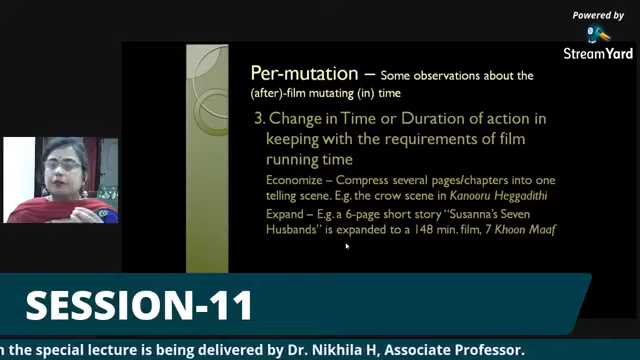 Powered by
StreamYard
Per-mutation – Some observations about the
(after)-film mutating (in) time
3. Change in Time or Duration of action in
keeping with the requirements of film
running time
Economize – Compress several pages/chapters into one
telling scene. E.g. the crow scene in Kanooru Heggadithi
Expand – E.g. a 6-page short story "Susanna's Seven
Husbands" is expanded to a 148 min. film, 7 Khoon Maaf
SESSION-11
n the special lecture is being delivered by Dr. Nikhila H, Associate Professor.